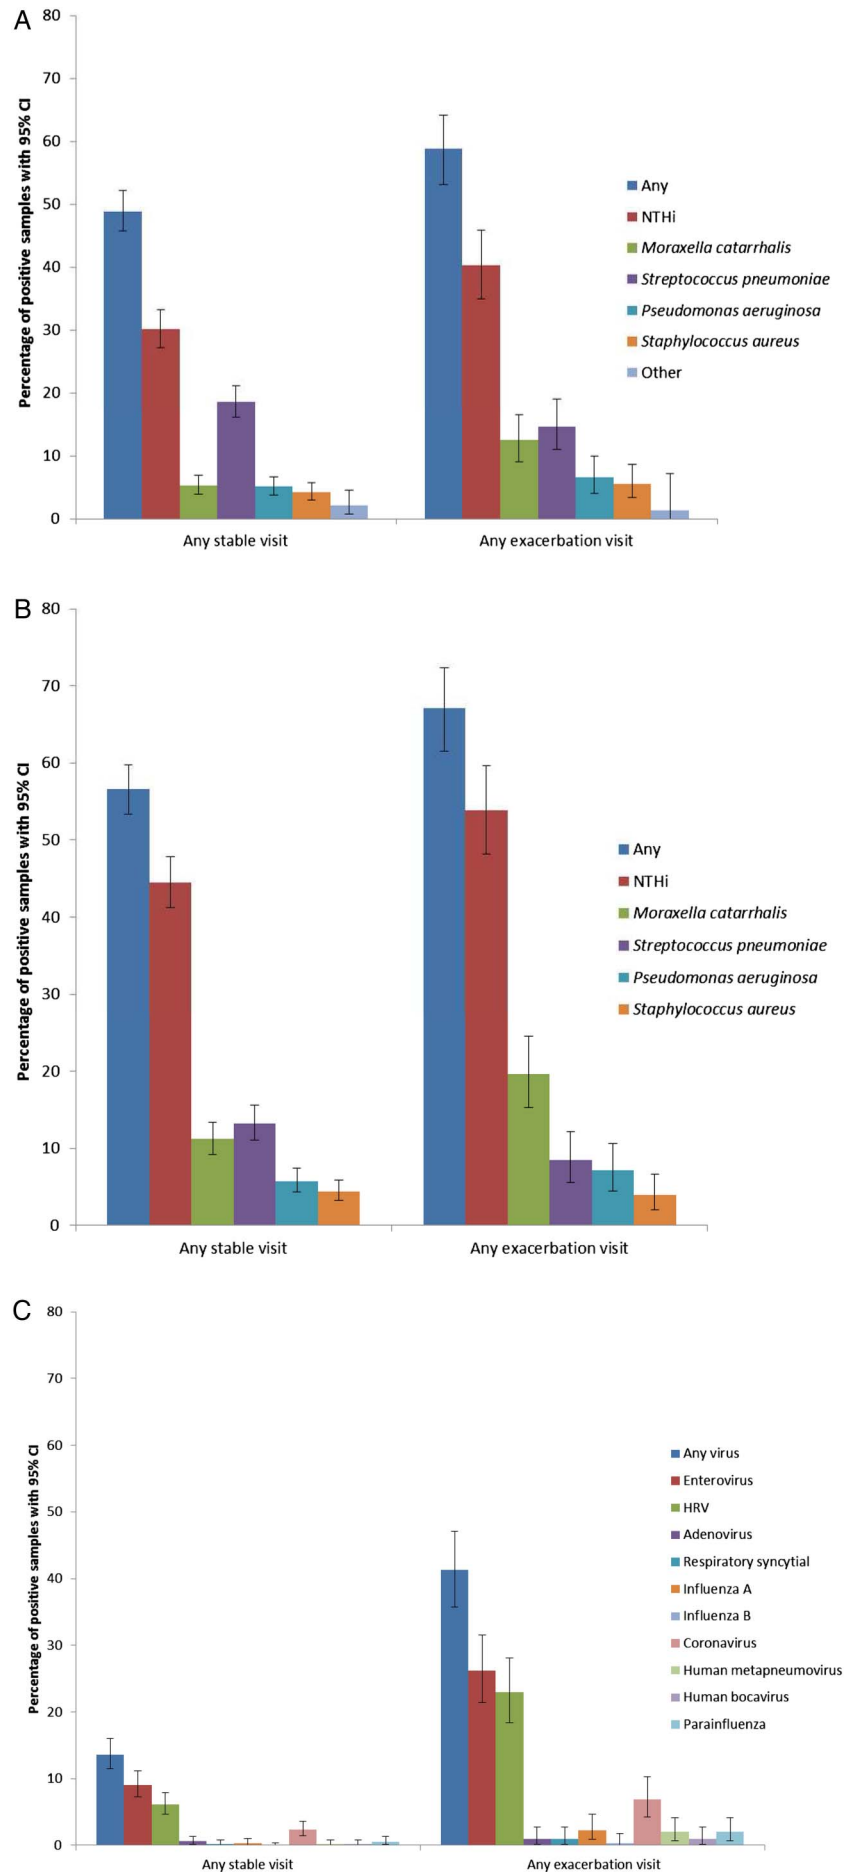 A
80
70
60
50
40
30
20
10
0
Percentage of positive samples with 95% CI
Any
NTHi
Moraxella catarrhalis
Streptococcus pneumoniae
Pseudomonas aeruginosa
Staphylococcus aureus
Other
Any stable visit
Any exacerbation visit
B
80
70
60
50
40
30
20
10
0
Percentage of positive samples with 95% CI
Any
NTHi
Moraxella catarrhalis
Streptococcus pneumoniae
Pseudomonas aeruginosa
Staphylococcus aureus
Any stable visit
Any exacerbation visit
C
80
70
60
50
40
30
20
10
0
Percentage of positive samples with 95% CI
Any virus
Enterovirus
HRV
Adenovirus
Respiratory syncytial
Influenza A
Influenza B
Coronavirus
Human metapneumovirus
Human bocavirus
Parainfluenza
Any stable visit
Any exacerbation visit